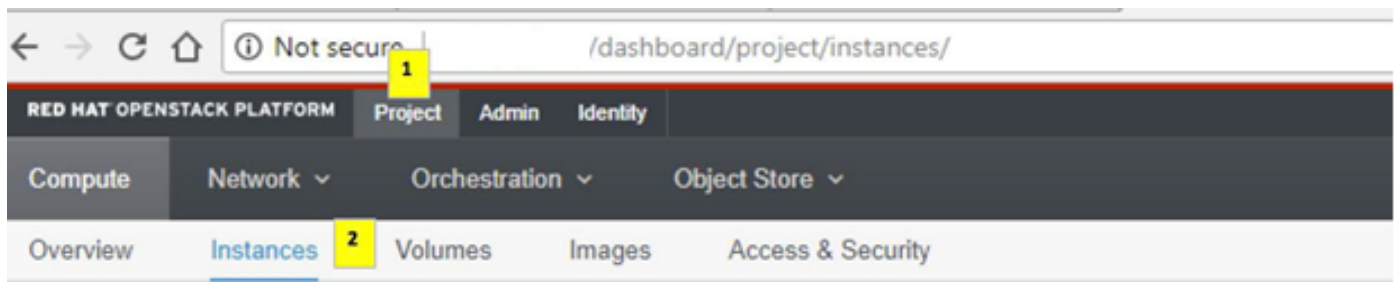 Not secure /dashboard/project/instances/
1
RED HAT OPENSTACK PLATFORM Project Admin Identity
Compute Network Orchestration Object Store
Overview Instances 2 Volumes Images Access & Security